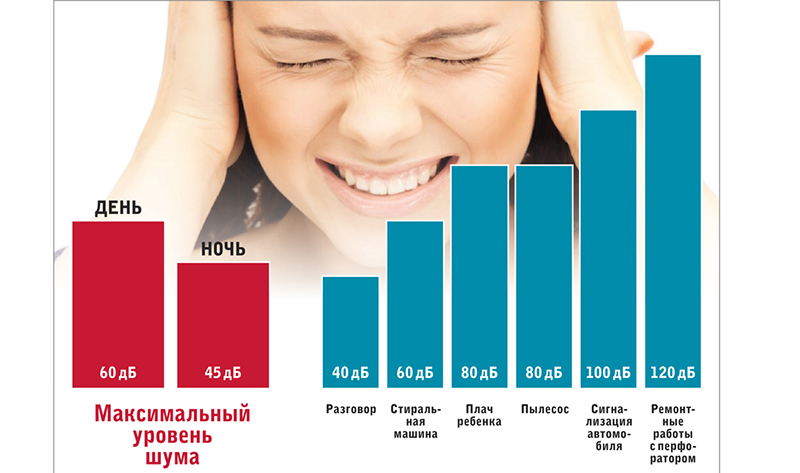 ДЕНЬ
НОЧЬ
60 дБ
45 дБ
40 дБ
60 дБ
80 дБ
80 дБ
100 дБ
120 дБ
Максимальный
уровень
шума
Разговор
Стираль-
ная
машина
Плач
ребенка
Пылесос
Сигна-
лизация
автомо-
биля
Ремонт-
ные
работы
с перфо-
ратором